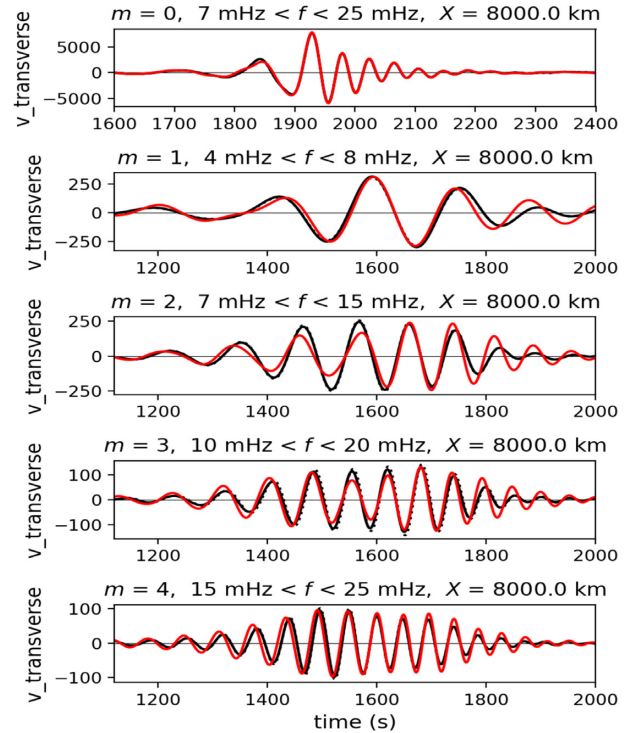 m = 0, 7 mHz < f < 25 mHz, X = 8000.0 km
v_transverse
5000
0
−5000
1600 1700 1800 1900 2000 2100 2200 2300 2400
m = 1, 4 mHz < f < 8 mHz, X = 8000.0 km
v_transverse
250
0
−250
1200 1400 1600 1800 2000
m = 2, 7 mHz < f < 15 mHz, X = 8000.0 km
v_transverse
250
0
−250
1200 1400 1600 1800 2000
m = 3, 10 mHz < f < 20 mHz, X = 8000.0 km
v_transverse
100
0
−100
1200 1400 1600 1800 2000
m = 4, 15 mHz < f < 25 mHz, X = 8000.0 km
v_transverse
100
0
−100
1200 1400 1600 1800 2000
time (s)